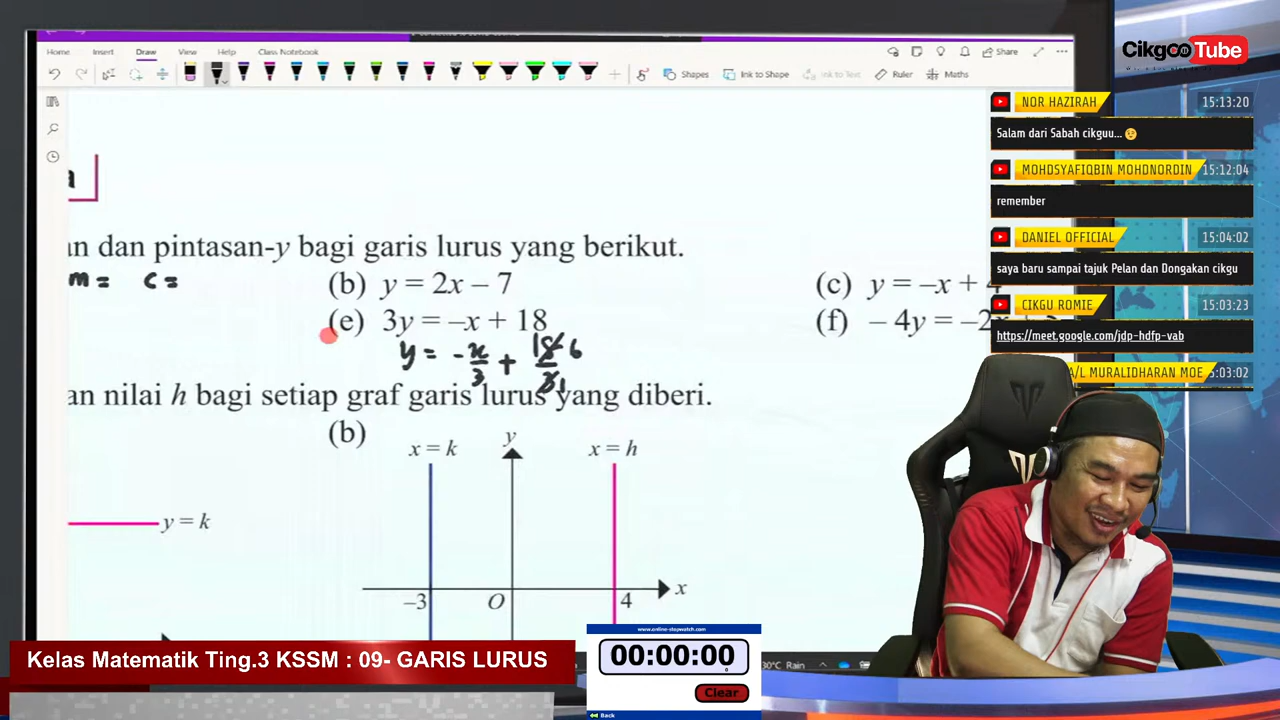 Home Insert Draw View Help Class Notebook
Share
Shapes Ink to Shape Ink to Text Ruler Maths
n dan pintasan-y bagi garis lurus yang berikut.
m = c =
(b) y = 2x – 7
(c) y = –x + 4
(e) 3y = –x + 18
(f) – 4y = –2x
y = -x/3 + 18/3 6 1
an nilai h bagi setiap graf garis lurus yang diberi.
(b)
x = k
y
x = h
y = k
–3
O
4
x
CikgooTube
NOR HAZIRAH 15:13:20
Salam dari Sabah cikguu...
MOHDSYAFIQBIN MOHDNORDIN 15:12:04
remember
DANIEL OFFICIAL 15:04:02
saya baru sampai tajuk Pelan dan Dongakan cikgu
CIKGU ROMIE 15:03:23
https://meet.google.com/jdp-hdfp-vab
A/L MURALIDHARAN MOE 5:03:02
Kelas Matematik Ting.3 KSSM : 09- GARIS LURUS
www.online-stopwatch.com
00:00:00
Clear
Back
30°C Rain